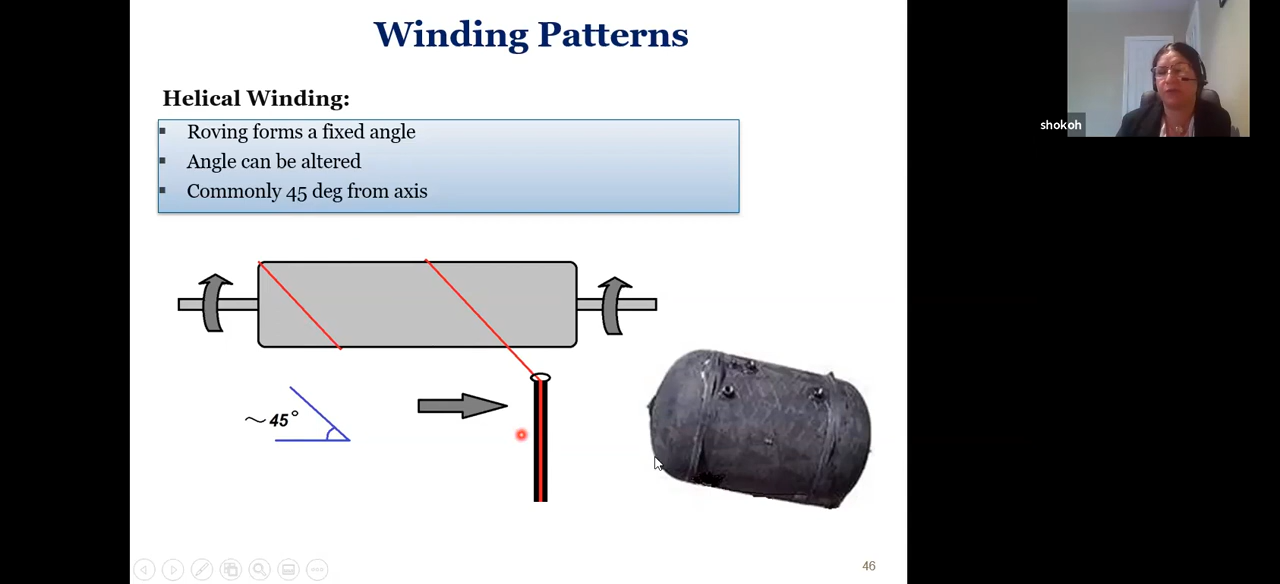 Winding Patterns
Helical Winding:
▪ Roving forms a fixed angle
▪ Angle can be altered
▪ Commonly 45 deg from axis
shokoh
~45°
46